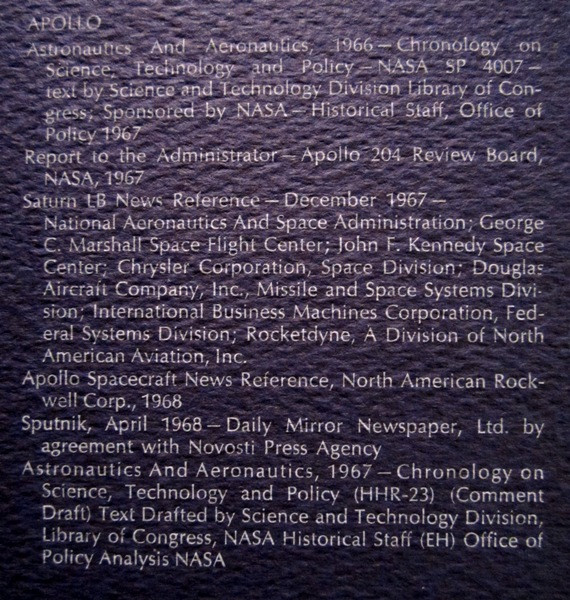 APOLLO
Astronautics And Aeronautics, 1966 — Chronology on
Science, Technology and Policy — NASA SP 4007 —
text by Science and Technology Division Library of Con-
gress; Sponsored by NASA — Historical Staff, Office of
Policy 1967
Report to the Administrator — Apollo 204 Review Board,
NASA, 1967
Saturn LB News Reference — December 1967 —
National Aeronautics And Space Administration; George
C. Marshall Space Flight Center; John F. Kennedy Space
Center; Chrysler Corporation, Space Division; Douglas
Aircraft Company, Inc., Missile and Space Systems Divi-
sion; International Business Machines Corporation, Fed-
eral Systems Division; Rocketdyne, A Division of North
American Aviation, Inc.
Apollo Spacecraft News Reference, North American Rock-
well Corp., 1968
Sputnik, April 1968 — Daily Mirror Newspaper, Ltd. by
agreement with Novosti Press Agency
Astronautics And Aeronautics, 1967 — Chronology on
Science, Technology and Policy (HHR-23) (Comment
Draft) Text Drafted by Science and Technology Division,
Library of Congress, NASA Historical Staff (EH) Office of
Policy Analysis NASA